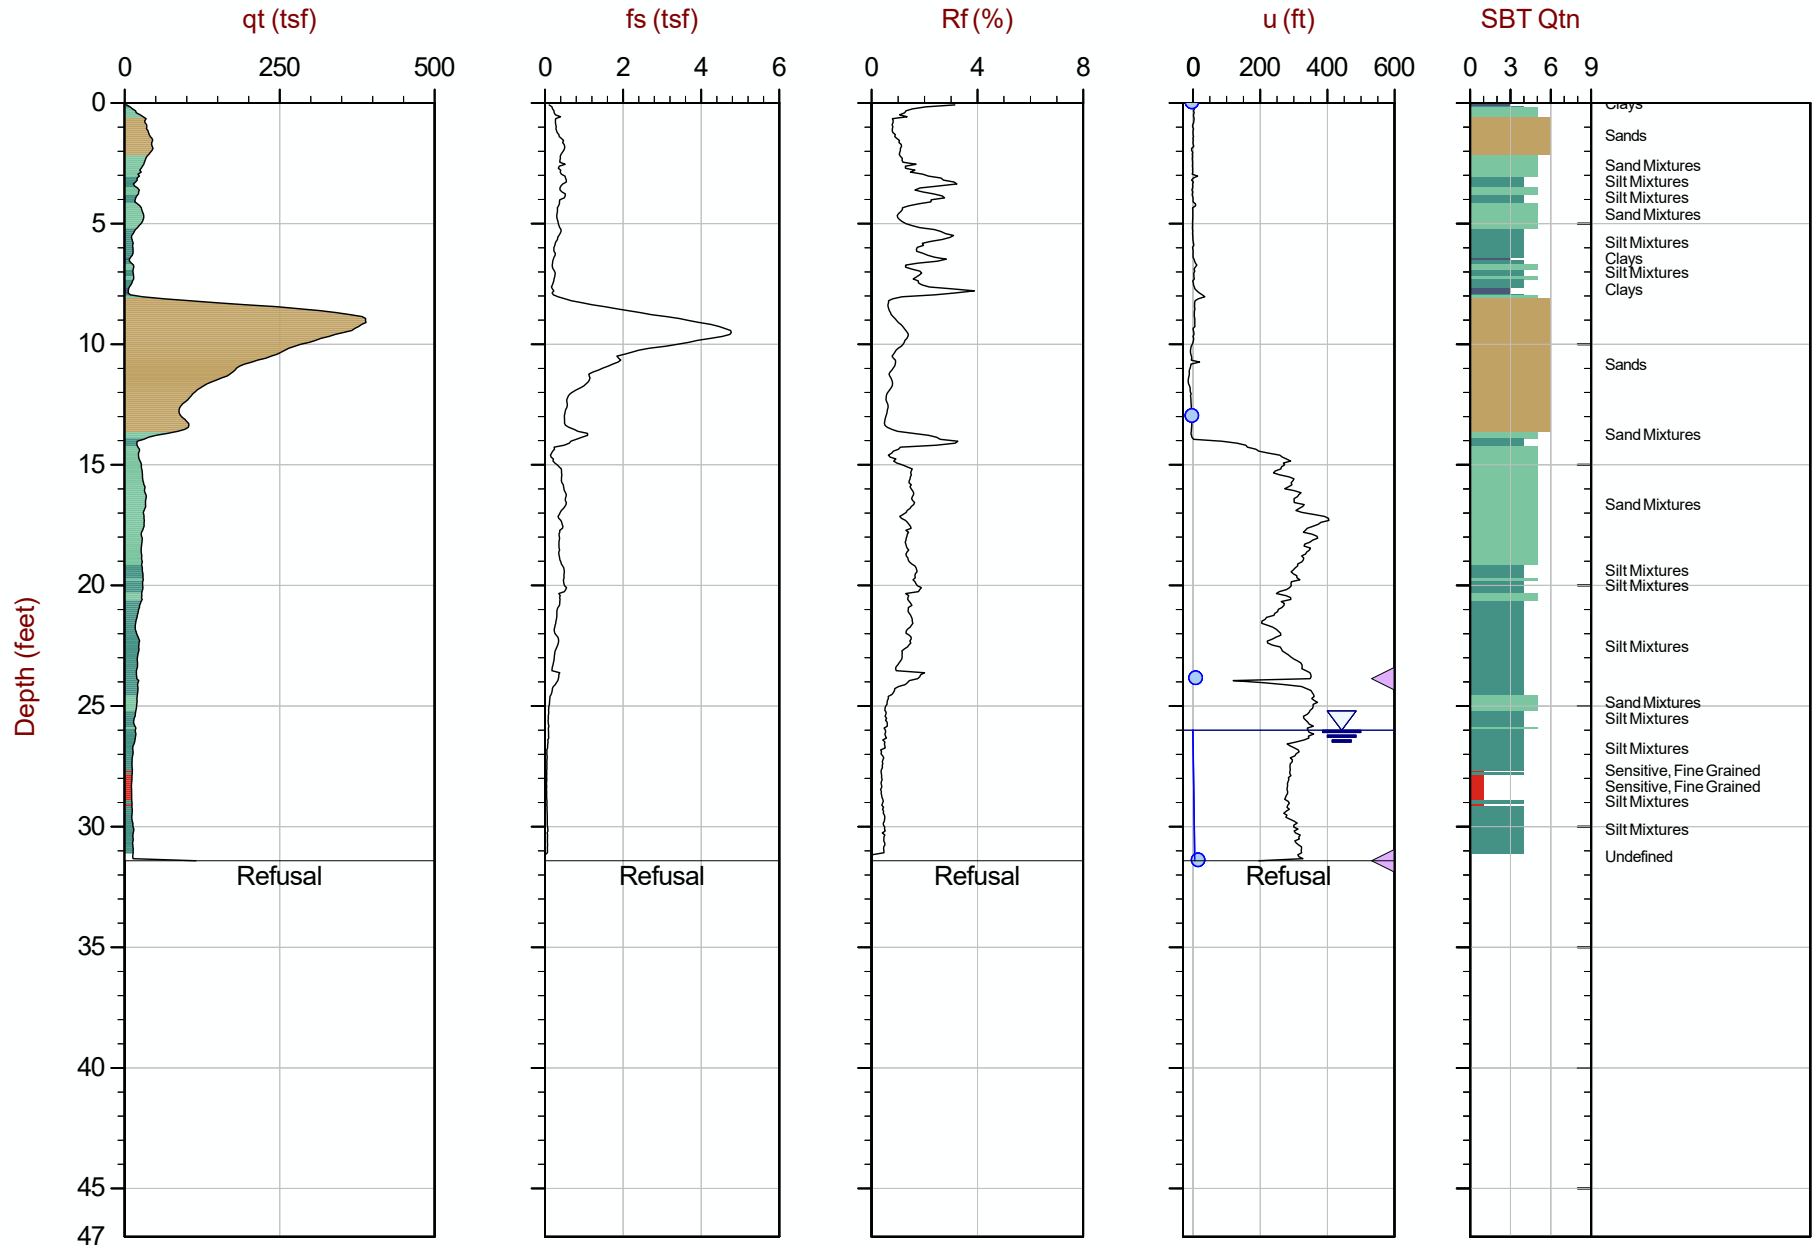 qt (tsf)
fs (tsf)
Rf (%)
u (ft)
SBT Qtn
0 250 500
0 2 4 6
0 4 8
0 200 400 600
0 3 6 9
Depth (feet)
0
5
10
15
20
25
30
35
40
45
47
Clays
Sands
Sand Mixtures
Silt Mixtures
Silt Mixtures
Sand Mixtures
Silt Mixtures
Clays
Silt Mixtures
Clays
Sands
Sand Mixtures
Sand Mixtures
Silt Mixtures
Silt Mixtures
Silt Mixtures
Sand Mixtures
Silt Mixtures
Silt Mixtures
Sensitive, Fine Grained
Sensitive, Fine Grained
Silt Mixtures
Silt Mixtures
Undefined
Refusal
Refusal
Refusal
Refusal